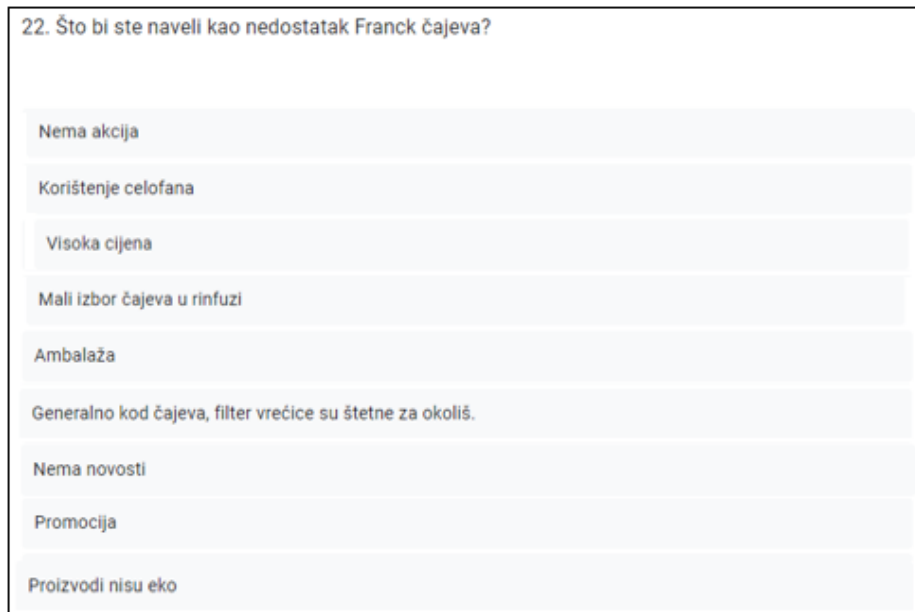 22. Što bi ste naveli kao nedostatak Franck čajeva?
Nema akcija
Korištenje celofana
Visoka cijena
Mali izbor čajeva u rinfuzi
Ambalaža
Generalno kod čajeva, filter vrećice su štetne za okoliš.
Nema novosti
Promocija
Proizvodi nisu eko